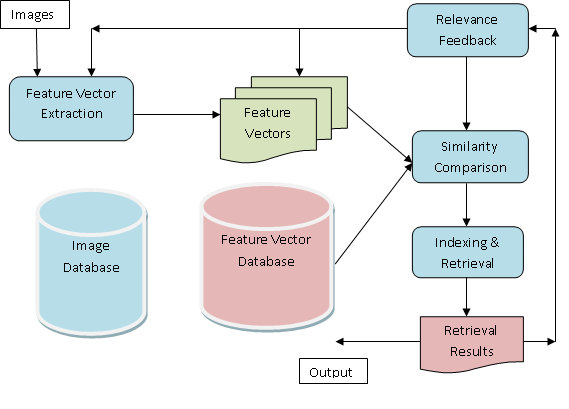 Images
Relevance
Feedback
Feature Vector
Extraction
Feature
Vectors
Similarity
Comparison
Image
Database
Feature Vector
Database
Indexing &
Retrieval
Retrieval
Results
Output